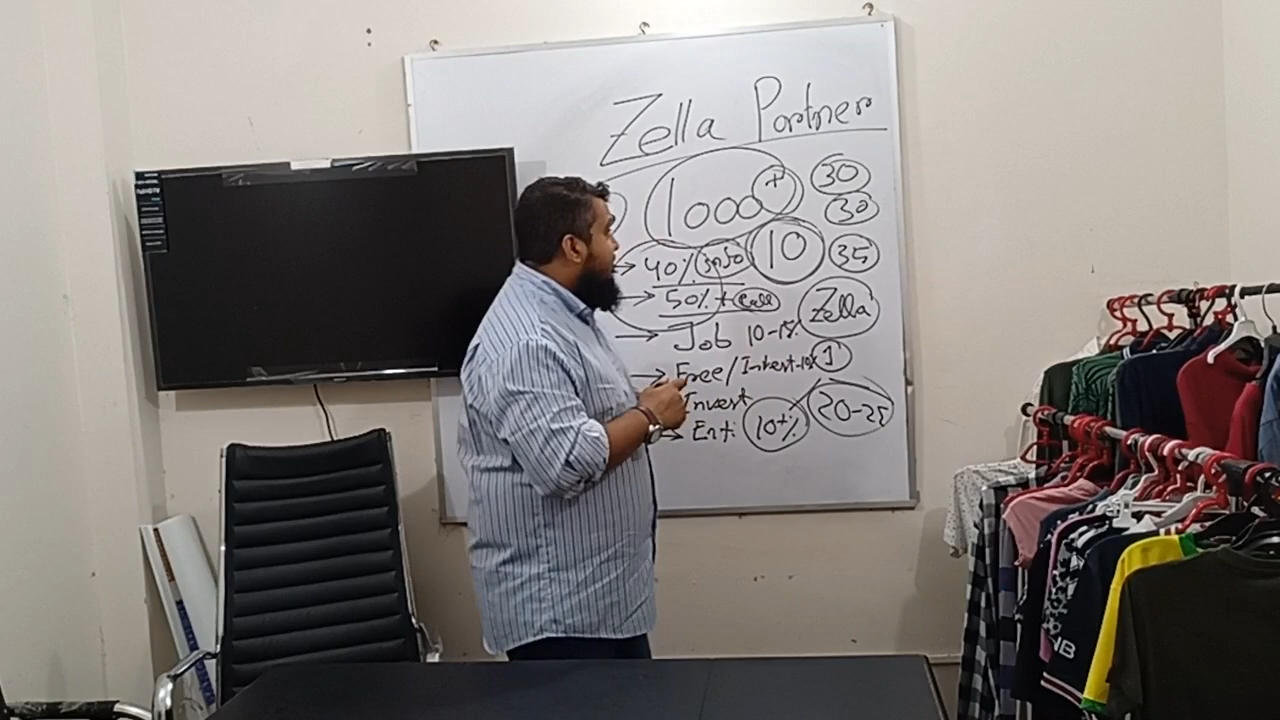 Zella Partner
1000+ 30
30
→ 40% Info 10 35
→ 50% + Call Zella
→ Job 10-15%
→ Free/Invest-10% 1
Invest
→ Ent: 10+% 20-25
NB